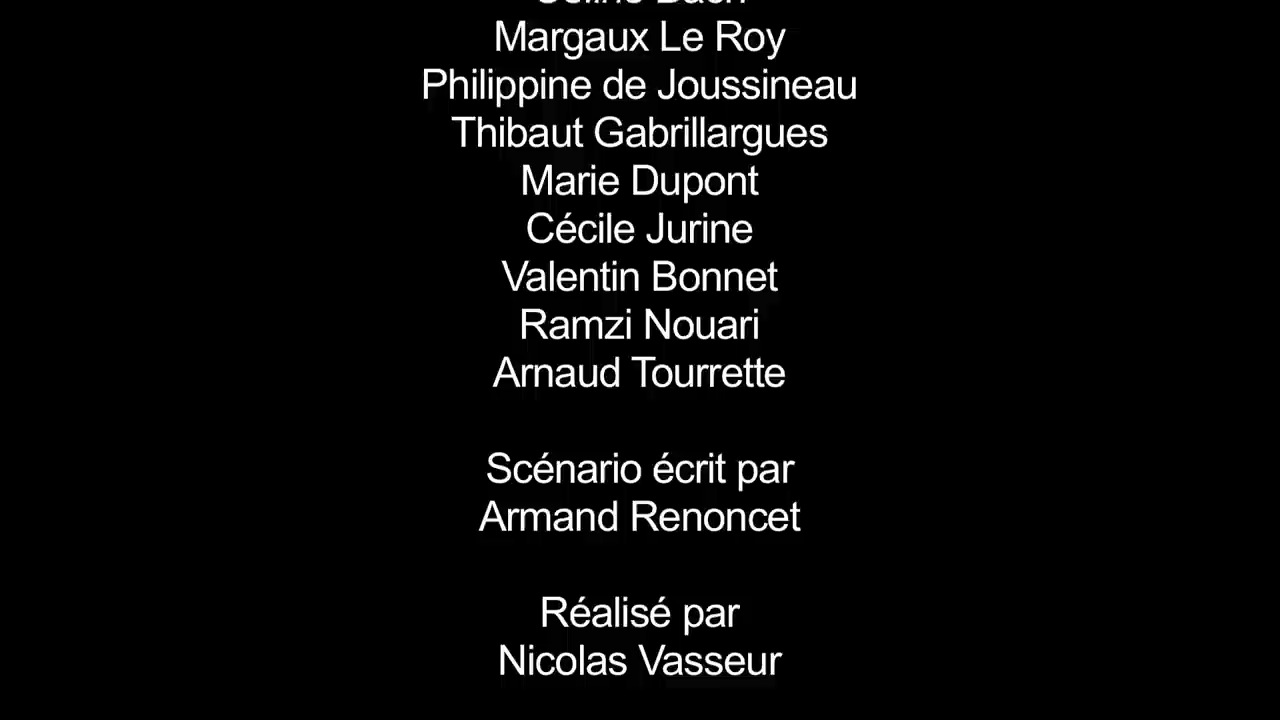 Margaux Le Roy
Philippine de Joussineau
Thibaut Gabrillargues
Marie Dupont
Cécile Jurine
Valentin Bonnet
Ramzi Nouari
Arnaud Tourrette
Scénario écrit par
Armand Renoncet
Réalisé par
Nicolas Vasseur